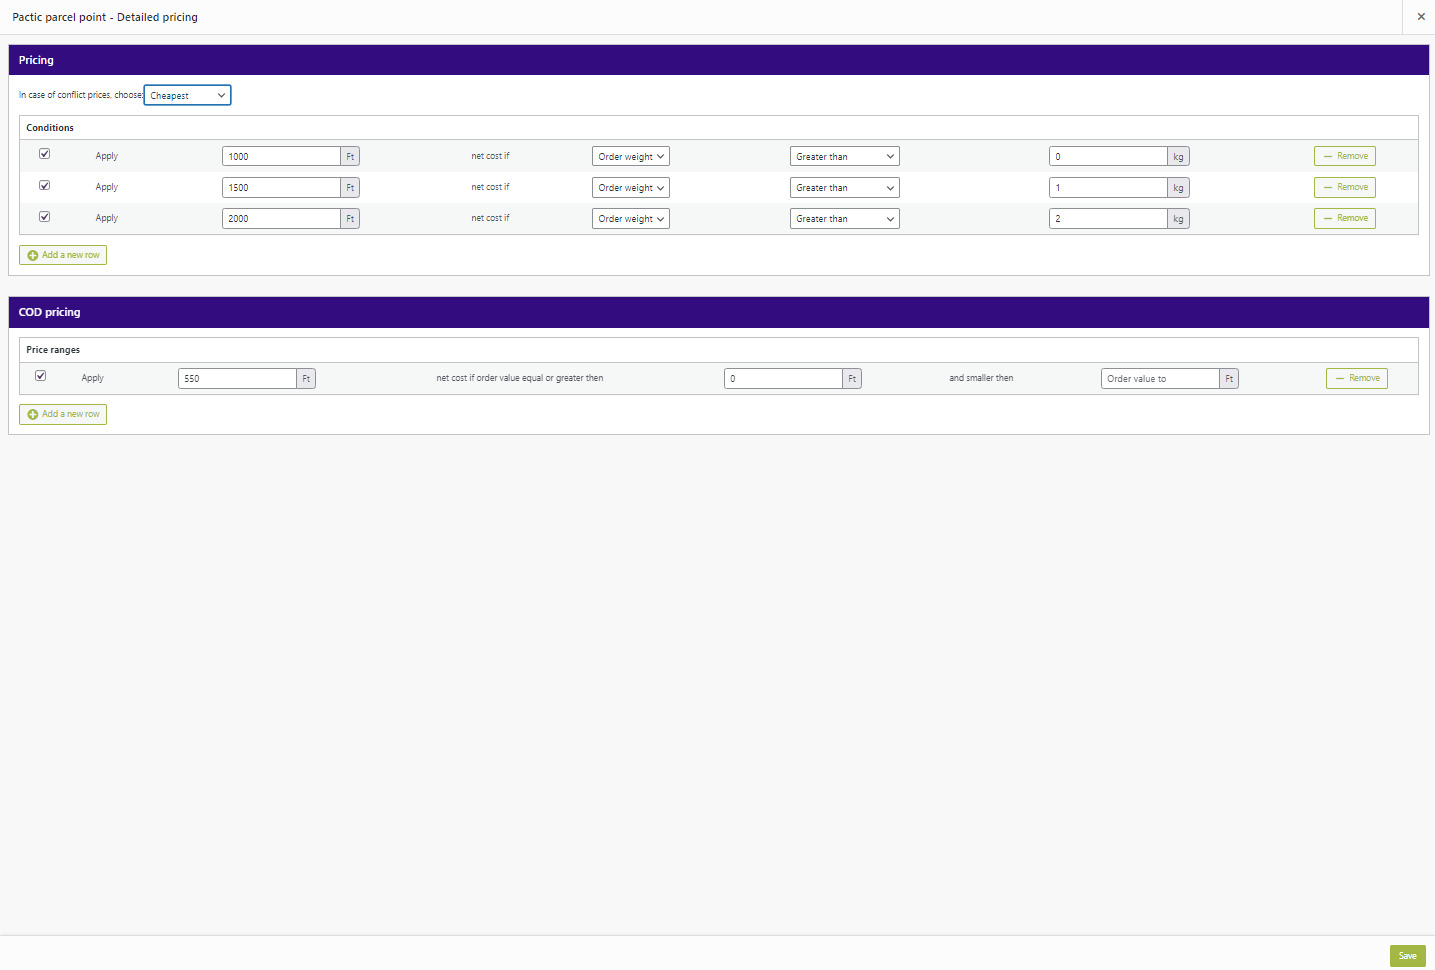 Pactic parcel point - Detailed pricing
Pricing
In case of conflict prices, choose: Cheapest
Conditions
Apply 1000 Ft net cost if Order weight Greater than 0 kg Remove
Apply 1500 Ft net cost if Order weight Greater than 1 kg Remove
Apply 2000 Ft net cost if Order weight Greater than 2 kg Remove
Add a new row
COD pricing
Price ranges
Apply 550 Ft net cost if order value equal or greater then 0 Ft and smaller then Order value to Ft Remove
Add a new row
Save